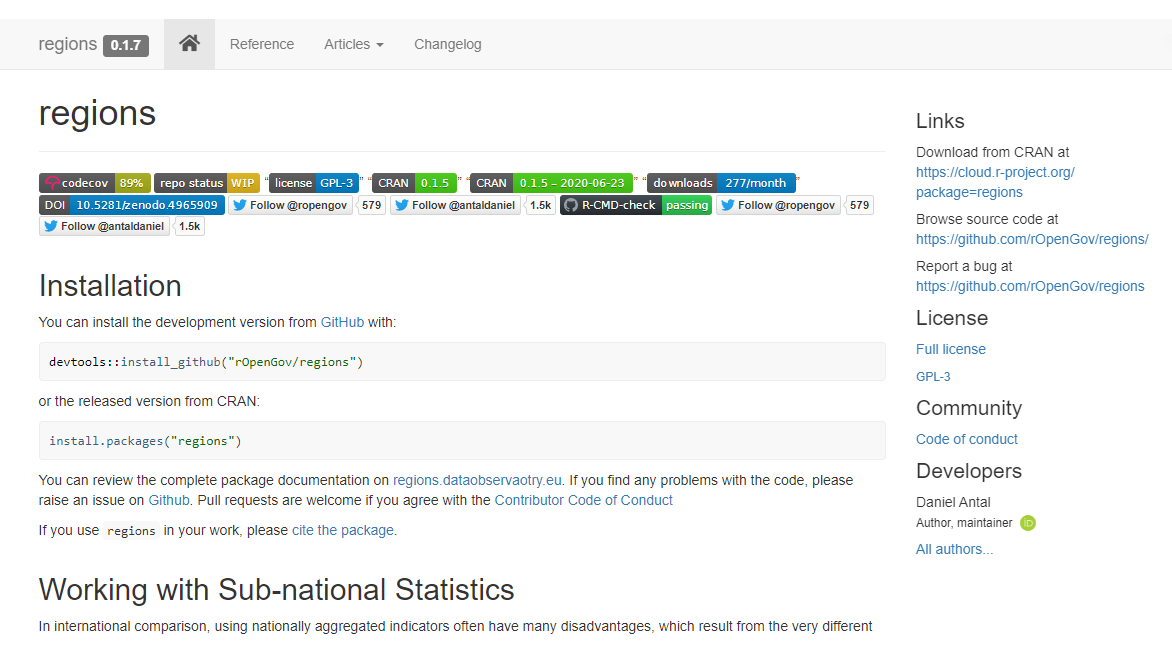 regions 0.1.7 Reference Articles Changelog
regions
codecov 89% repo status WIP “ license GPL-3 ” “ CRAN 0.1.5 ” “ CRAN 0.1.5 – 2020-06-23 ” “ downloads 277/month ”
DOI 10.5281/zenodo.4965909 Follow @ropengov 579 Follow @antaldaniel 1.5k R-CMD-check passing Follow @ropengov 579
Follow @antaldaniel 1.5k
Installation
You can install the development version from GitHub with:
devtools::install_github("rOpenGov/regions")
or the released version from CRAN:
install.packages("regions")
You can review the complete package documentation on regions.dataobservaotry.eu. If you find any problems with the code, please
raise an issue on Github. Pull requests are welcome if you agree with the Contributor Code of Conduct
If you use regions in your work, please cite the package.
Working with Sub-national Statistics
In international comparison, using nationally aggregated indicators often have many disadvantages, which result from the very different
Links
Download from CRAN at
https://cloud.r-project.org/
package=regions
Browse source code at
https://github.com/rOpenGov/regions/
Report a bug at
https://github.com/rOpenGov/regions
License
Full license
GPL-3
Community
Code of conduct
Developers
Daniel Antal
Author, maintainer iD
All authors...